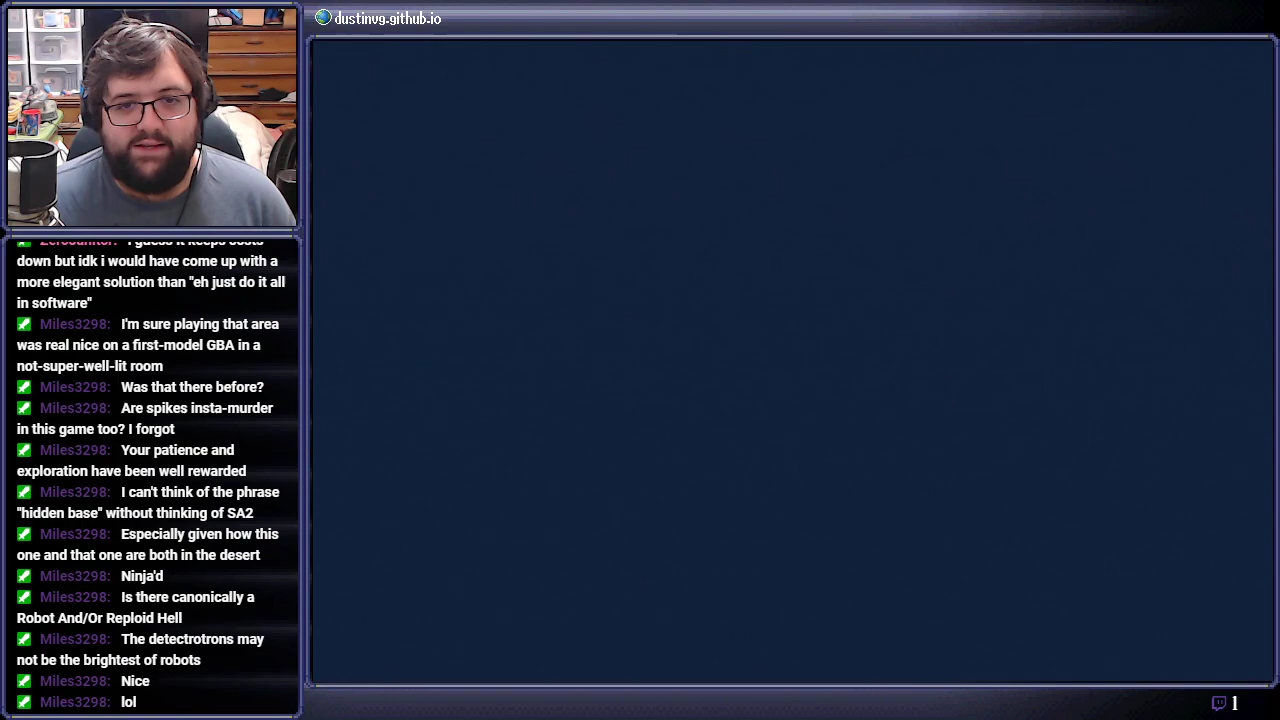 dustinvg.github.io
down but idk i would have come up with a
more elegant solution than "eh just do it all
in software"
Miles3298: I'm sure playing that area
was real nice on a first-model GBA in a
not-super-well-lit room
Miles3298: Was that there before?
Miles3298: Are spikes insta-murder
in this game too? I forgot
Miles3298: Your patience and
exploration have been well rewarded
Miles3298: I can't think of the phrase
"hidden base" without thinking of SA2
Miles3298: Especially given how this
one and that one are both in the desert
Miles3298: Ninja'd
Miles3298: Is there canonically a
Robot And/Or Reploid Hell
Miles3298: The detectrotrons may
not be the brightest of robots
Miles3298: Nice
Miles3298: lol
1